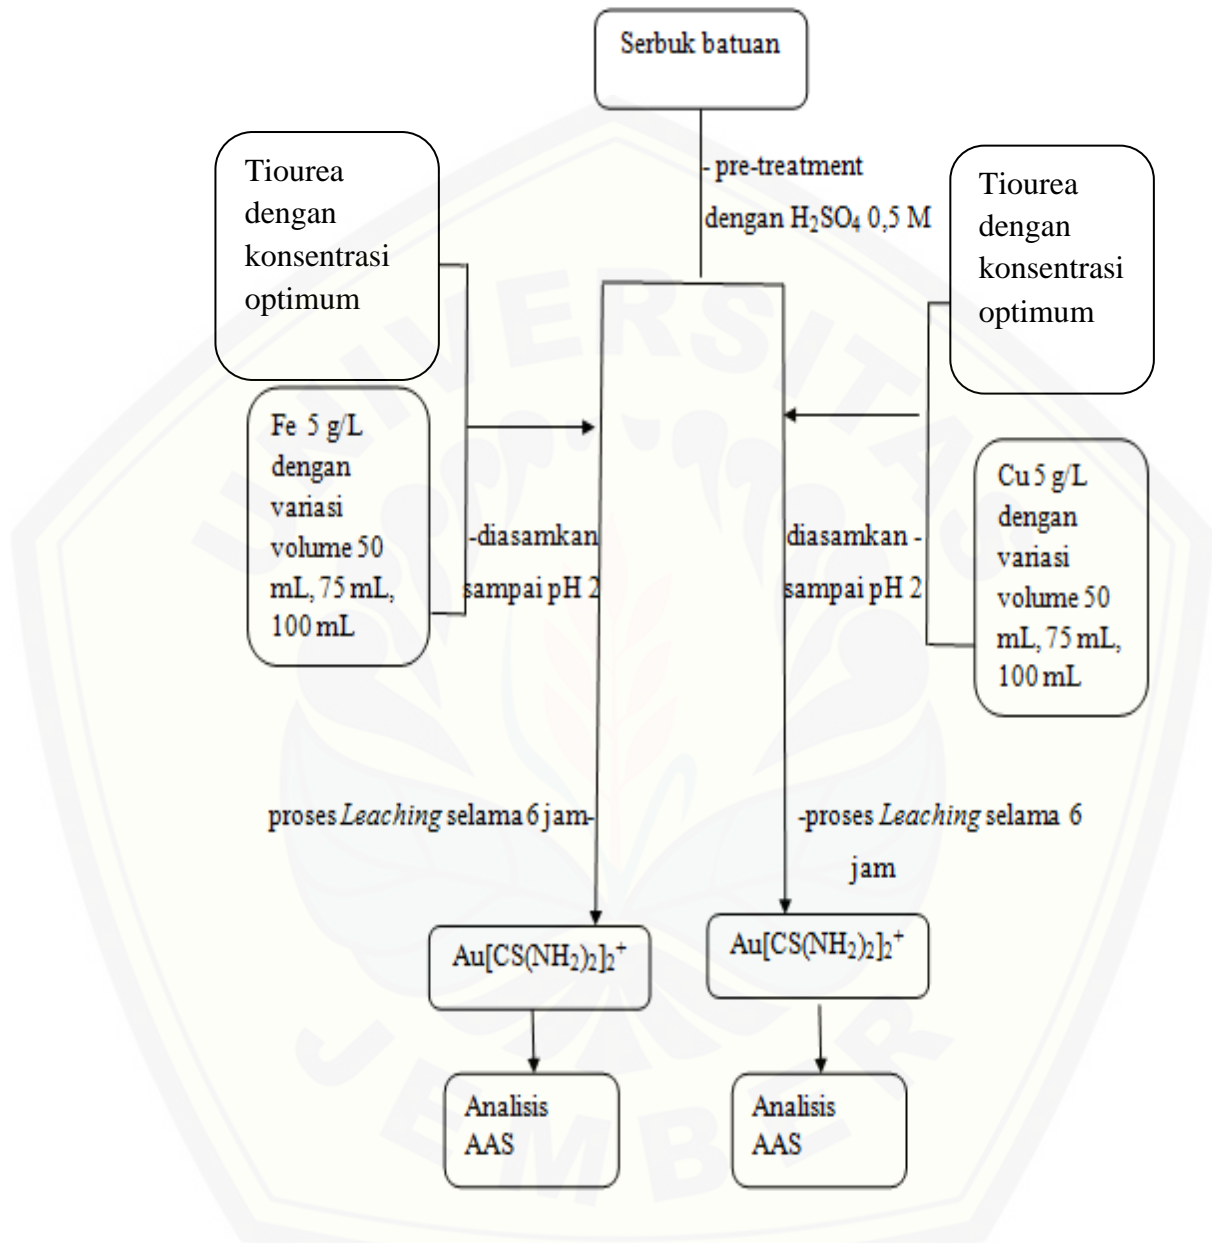 Serbuk batuan
- pre-treatment
dengan H₂SO₄ 0,5 M
Tiourea
dengan
konsentrasi
optimum
Tiourea
dengan
konsentrasi
optimum
Fe 5 g/L
dengan
variasi
volume 50
mL, 75 mL,
100 mL
-diasamkan
sampai pH 2
diasamkan -
sampai pH 2
Cu 5 g/L
dengan
variasi
volume 50
mL, 75 mL,
100 mL
proses Leaching selama 6 jam-
-proses Leaching selama 6
jam
Au[CS(NH₂)₂]₂⁺
Au[CS(NH₂)₂]₂⁺
Analisis
AAS
Analisis
AAS
UNIVERSITAS
JEMBER